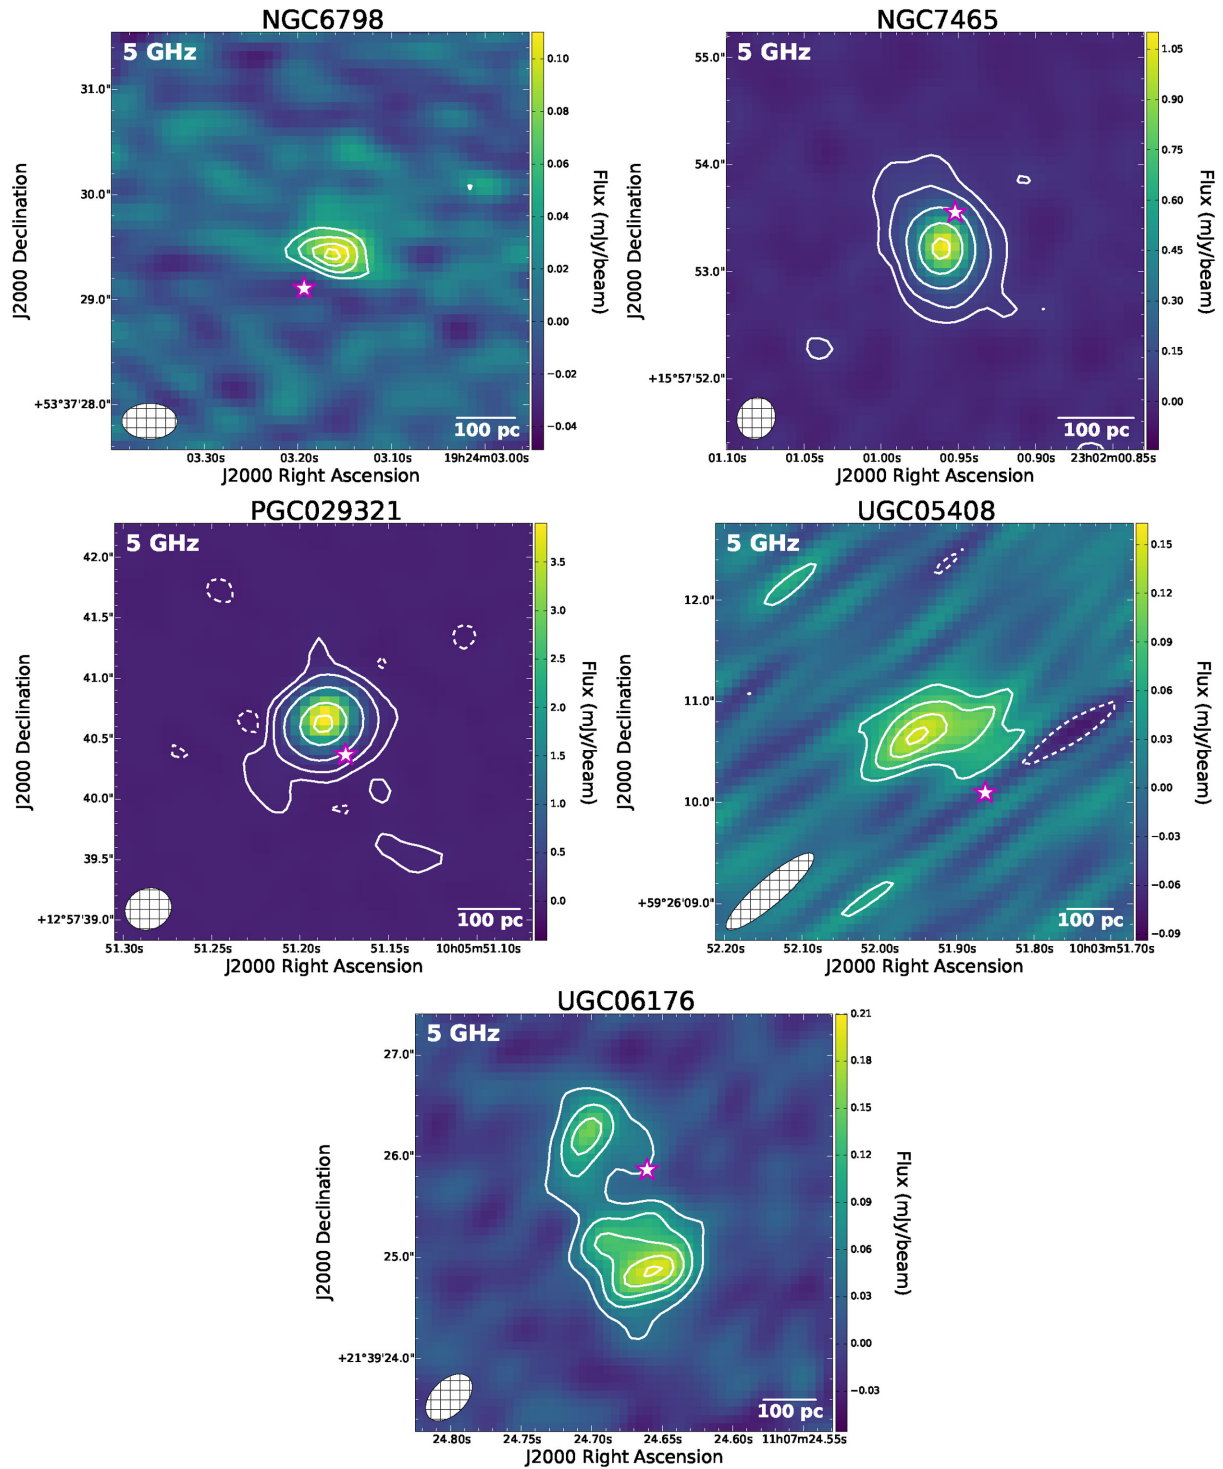 NGC6798
5 GHz
31.0"
30.0"
29.0"
+53°37'28.0"
J2000 Declination
03.30s
03.20s
03.10s
19h24m03.00s
J2000 Right Ascension
100 pc
0.10
0.08
0.06
0.04
0.02
0.00
−0.02
−0.04
Flux (mJy/beam)
NGC7465
5 GHz
55.0"
54.0"
53.0"
+15°57'52.0"
J2000 Declination
01.10s
01.05s
01.00s
00.95s
00.90s
23h02m00.85s
J2000 Right Ascension
100 pc
1.05
0.90
0.75
0.60
0.45
0.30
0.15
0.00
Flux (mJy/beam)
PGC029321
5 GHz
42.0"
41.5"
41.0"
40.5"
40.0"
39.5"
+12°57'39.0"
J2000 Declination
51.30s
51.25s
51.20s
51.15s
10h05m51.10s
J2000 Right Ascension
100 pc
3.5
3.0
2.5
2.0
1.5
1.0
0.5
0.0
Flux (mJy/beam)
UGC05408
5 GHz
12.0"
11.0"
10.0"
+59°26'09.0"
J2000 Declination
52.20s
52.10s
52.00s
51.90s
51.80s
10h03m51.70s
J2000 Right Ascension
100 pc
0.15
0.12
0.09
0.06
0.03
0.00
−0.03
−0.06
−0.09
Flux (mJy/beam)
UGC06176
5 GHz
27.0"
26.0"
25.0"
+21°39'24.0"
J2000 Declination
24.80s
24.75s
24.70s
24.65s
24.60s
11h07m24.55s
J2000 Right Ascension
100 pc
0.21
0.18
0.15
0.12
0.09
0.06
0.03
0.00
−0.03
Flux (mJy/beam)